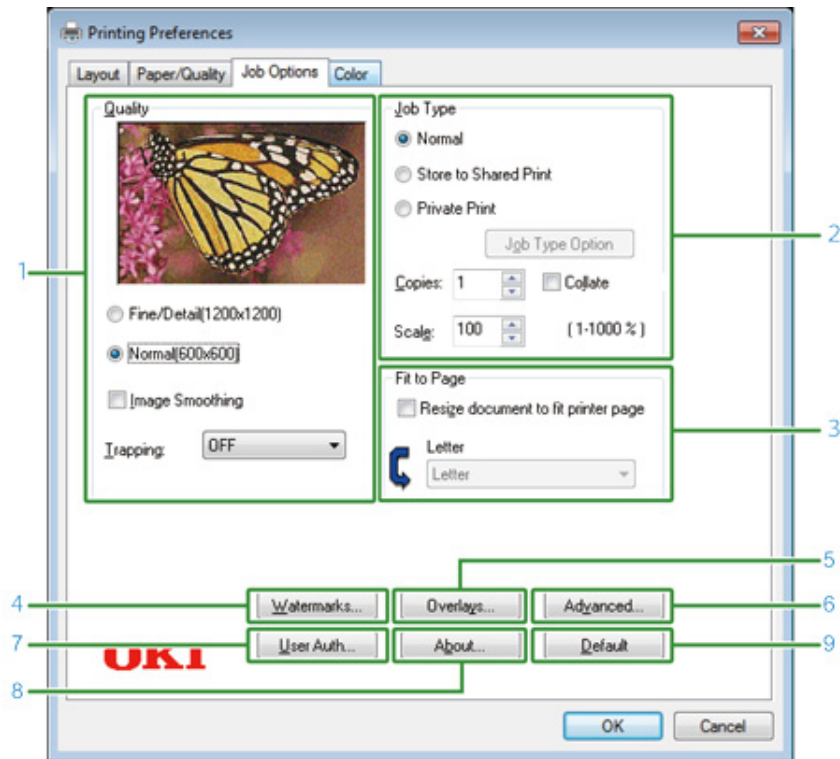 Printing Preferences
Layout Paper/Quality Job Options Color
Quality
1
Fine/Detail(1200x1200)
Normal(600x600)
Image Smoothing
Trapping: OFF
Job Type
Normal
Store to Shared Print
Private Print
Job Type Option
2
Copies: 1 Collate
Scale: 100 (1-1000 %)
Fit to Page
Resize document to fit printer page
3
Letter
Letter
5
4 Watermarks... Overlays... Advanced... 6
7 OKI User Auth... About... Default 9
8
OK Cancel